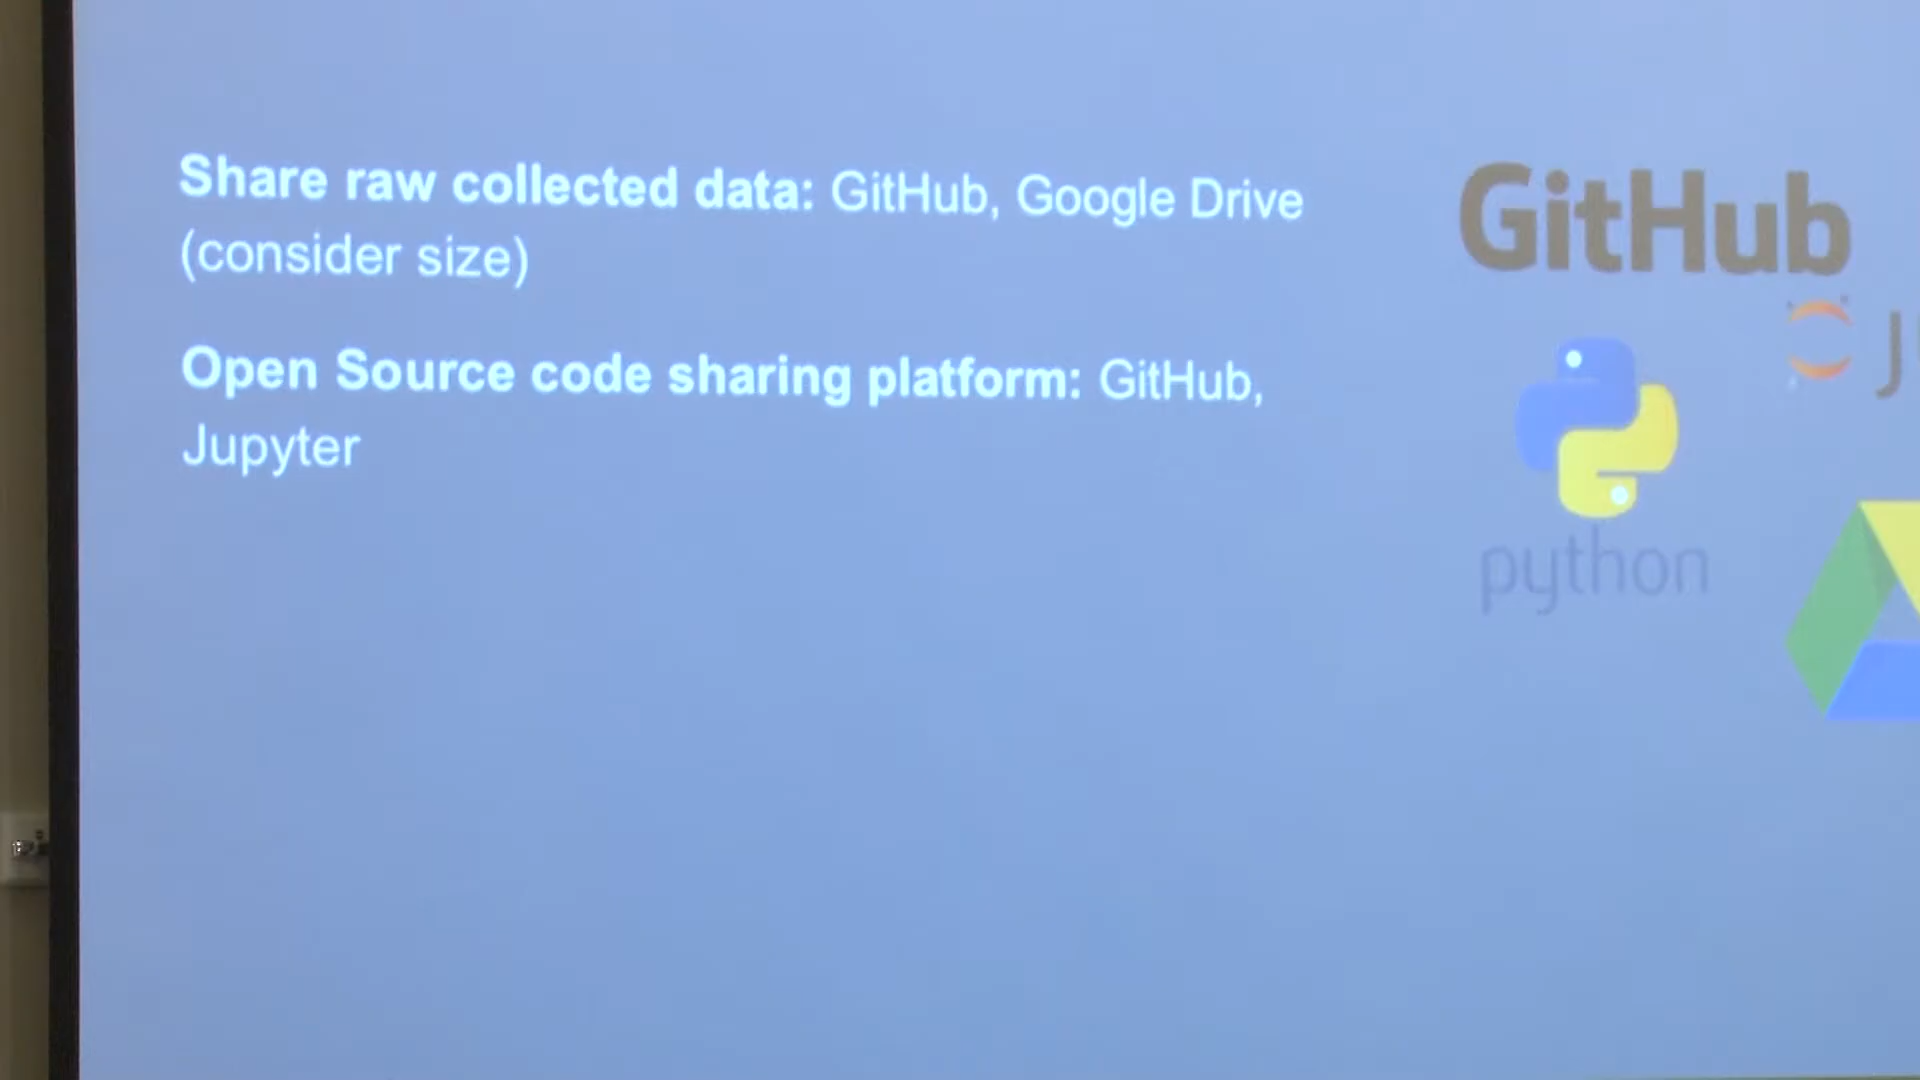 Share raw collected data: GitHub, Google Drive
(consider size)
Open Source code sharing platform: GitHub,
Jupyter
GitHub
python